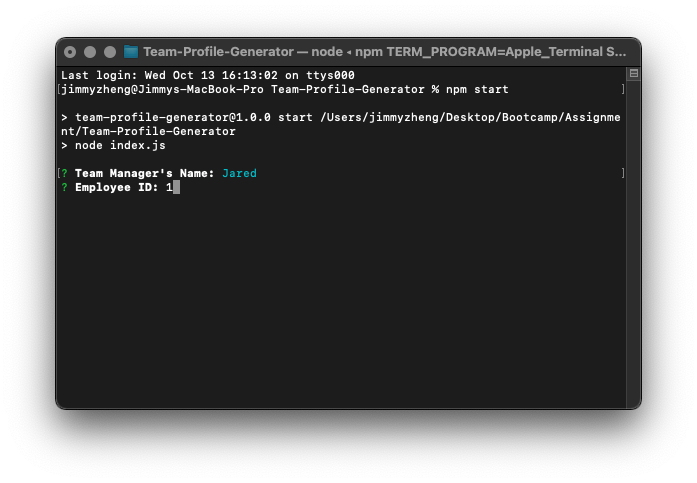 Team-Profile-Generator — node ◂ npm TERM_PROGRAM=Apple_Terminal S...
Last login: Wed Oct 13 16:13:02 on ttys000
[jimmyzheng@Jimmys-MacBook-Pro Team-Profile-Generator % npm start ]
> team-profile-generator@1.0.0 start /Users/jimmyzheng/Desktop/Bootcamp/Assignme
nt/Team-Profile-Generator
> node index.js
[? Team Manager's Name: Jared ]
? Employee ID: 1